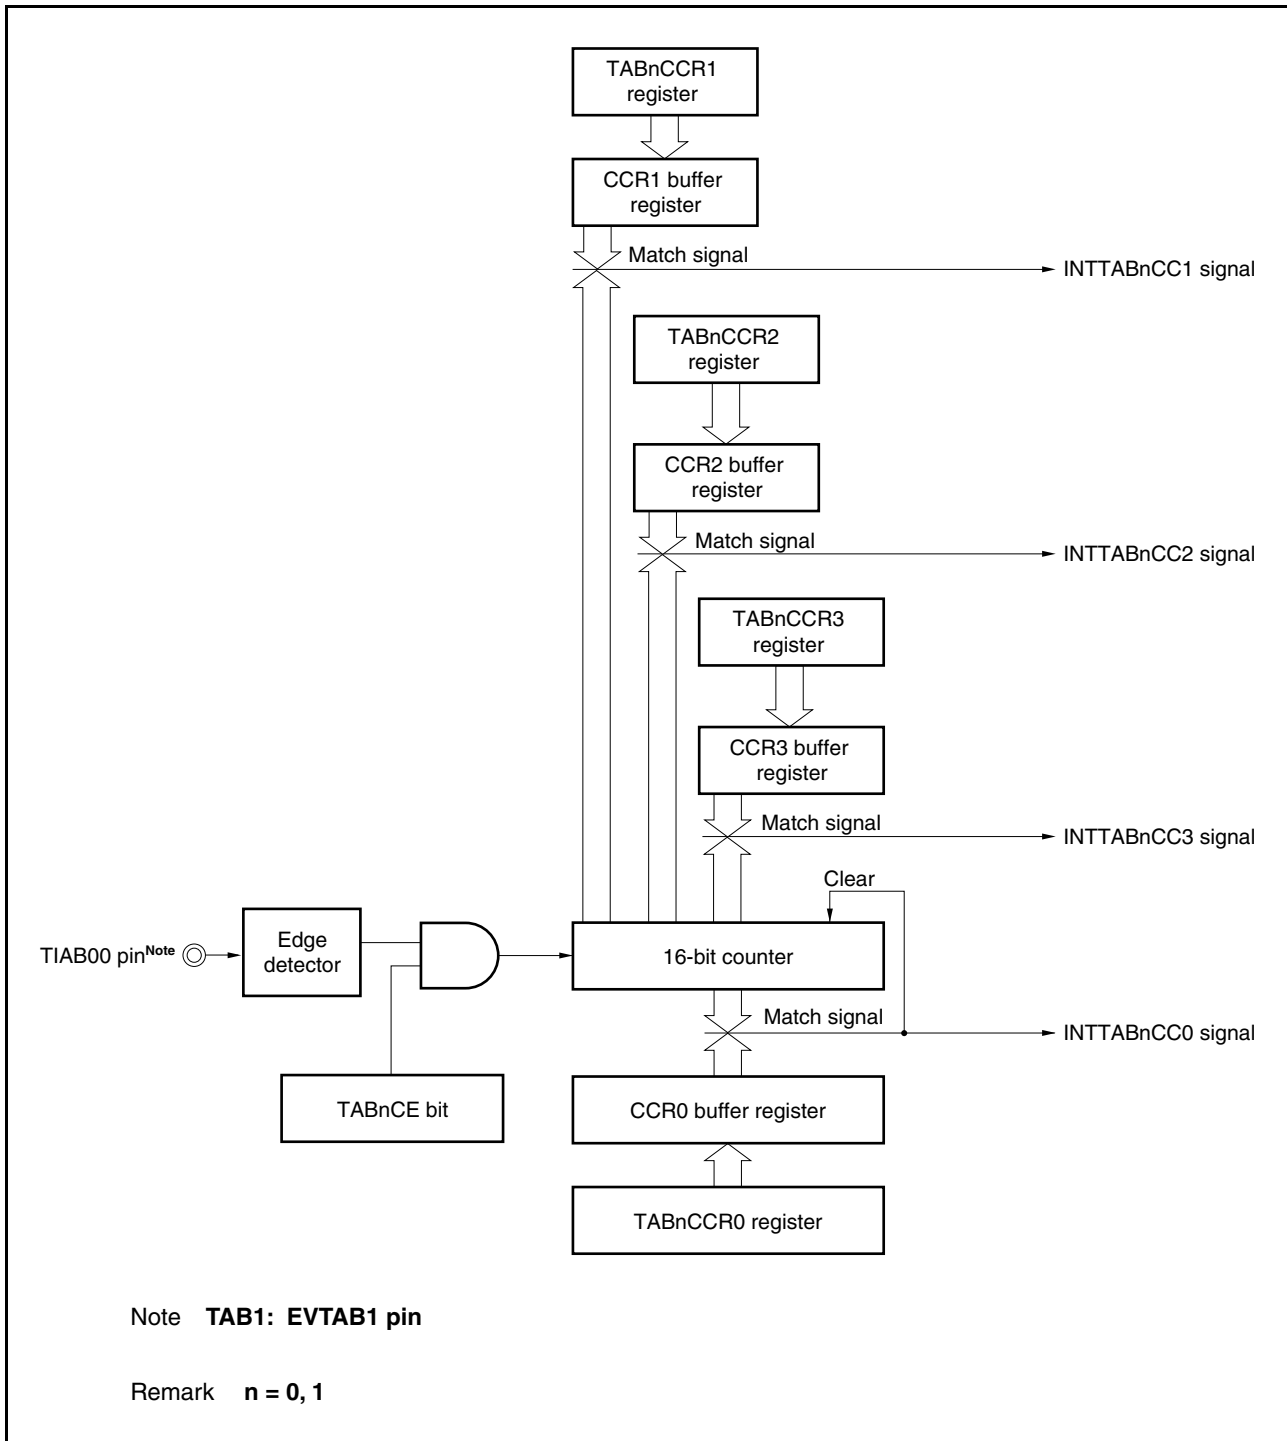 TABnCCR1
register
CCR1 buffer
register
Match signal
INTTABnCC1 signal
TABnCCR2
register
CCR2 buffer
register
Match signal
INTTABnCC2 signal
TABnCCR3
register
CCR3 buffer
register
Match signal
INTTABnCC3 signal
Clear
TIAB00 pinNote
Edge
detector
16-bit counter
Match signal
INTTABnCC0 signal
TABnCE bit
CCR0 buffer register
TABnCCR0 register
Note TAB1: EVTAB1 pin
Remark n = 0, 1